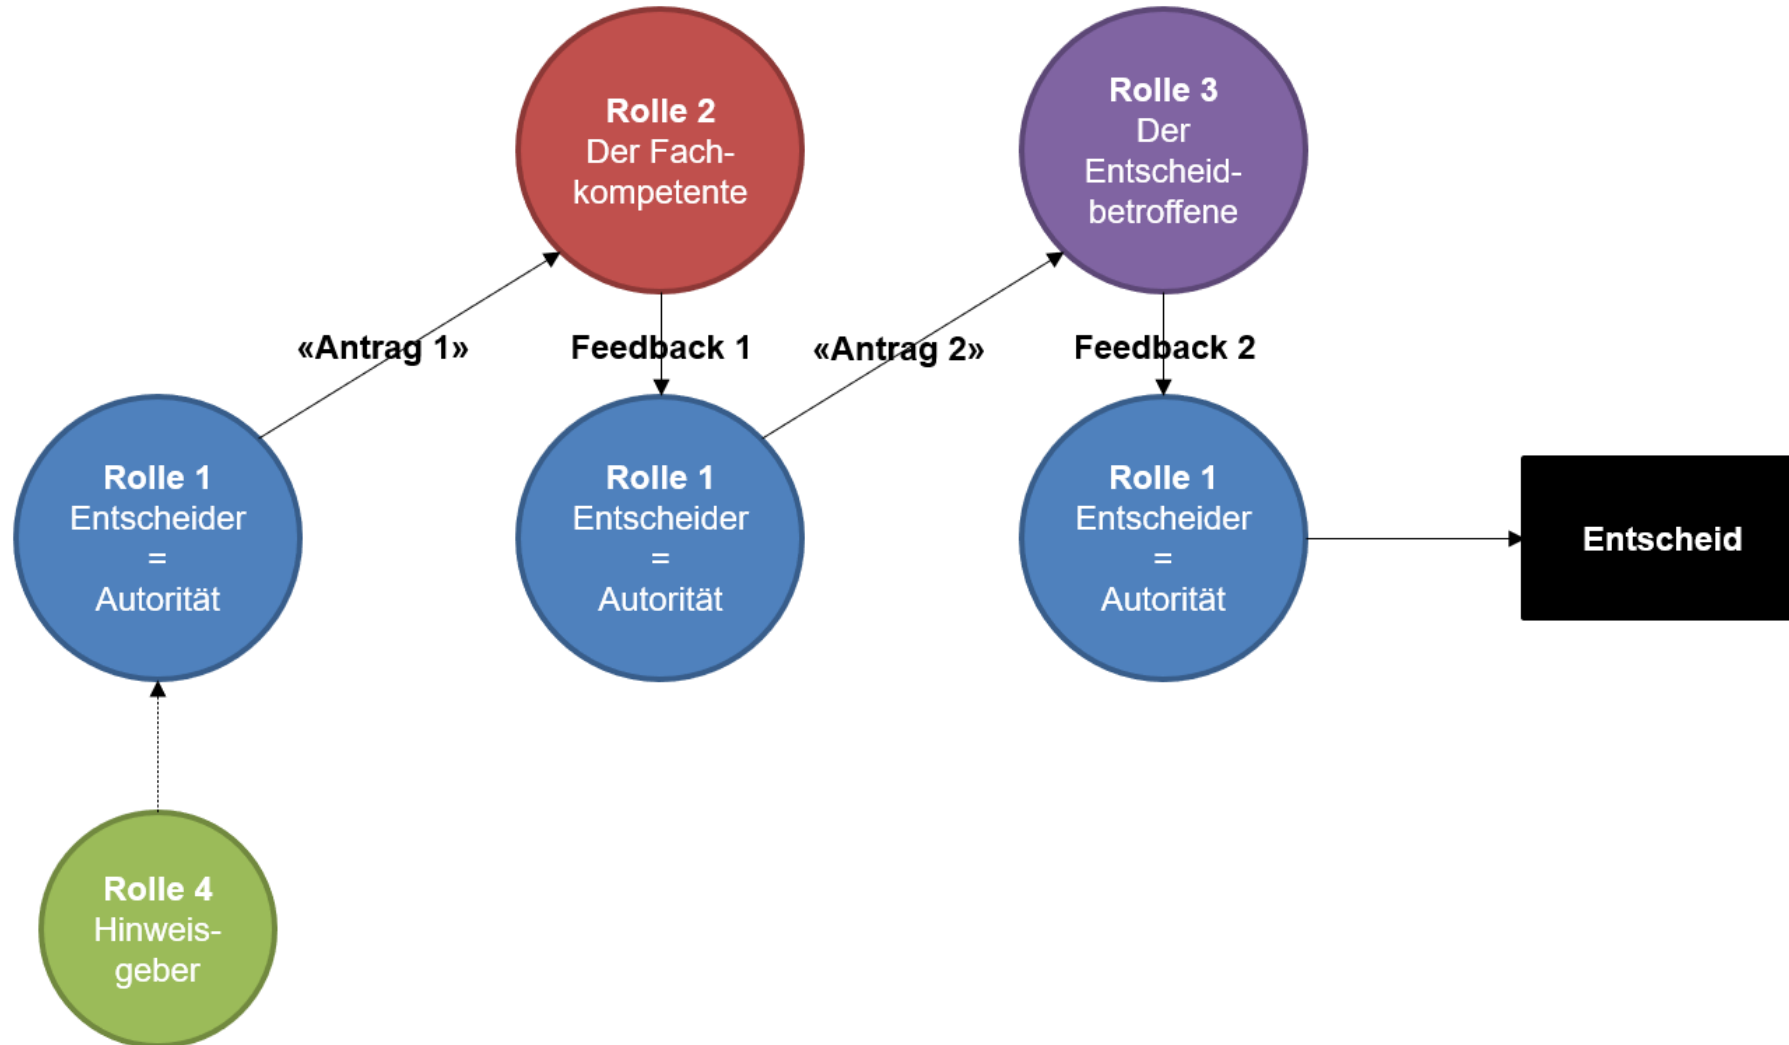 Rolle 2
Der Fach-
kompetente
Rolle 3
Der
Entscheid-
betroffene
«Antrag 1»
Feedback 1
«Antrag 2»
Feedback 2
Rolle 1
Entscheider
=
Autorität
Rolle 1
Entscheider
=
Autorität
Rolle 1
Entscheider
=
Autorität
Entscheid
Rolle 4
Hinweis-
geber